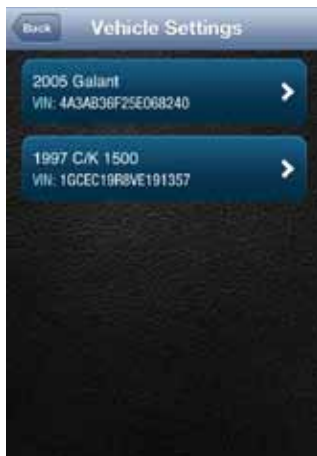 Back
Vehicle Settings
2005 Galant
VIN: 4A3AB36F25E068240
1997 C/K 1500
VIN: 1GCEC19R8VE191357